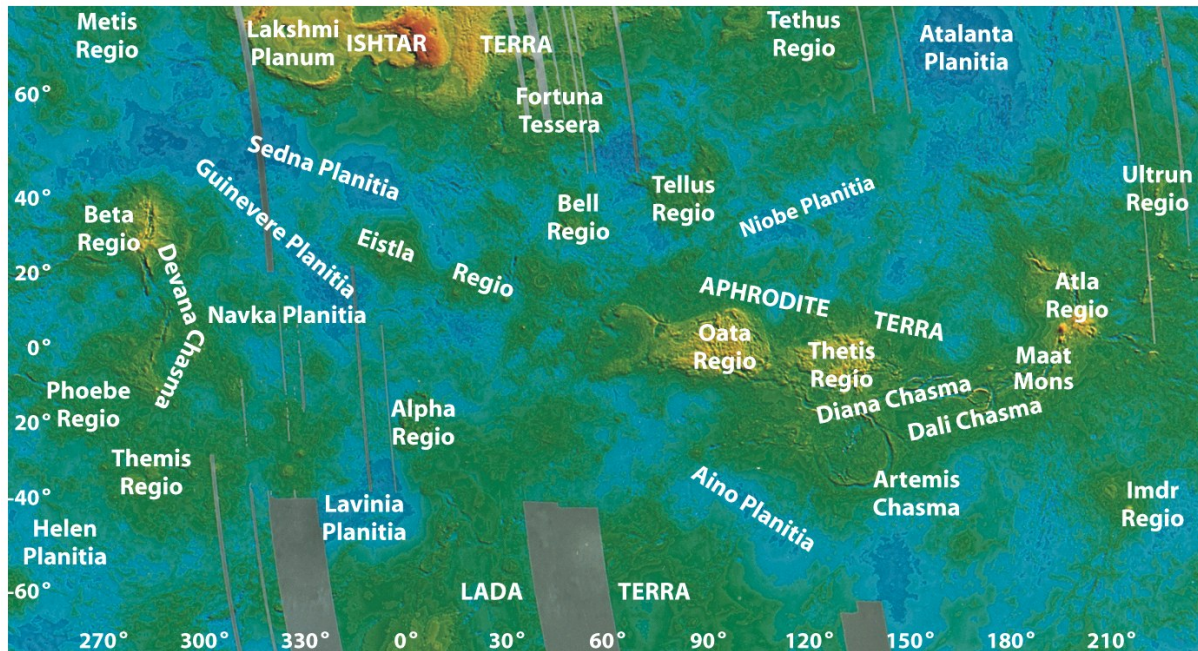 Metis
Regio
Lakshmi
Planum
ISHTAR TERRA
Tethus
Regio
Atalanta
Planitia
60°
Fortuna
Tessera
Sedna Planitia
Guinevere Planitia
40°
Beta
Regio
Bell
Regio
Tellus
Regio
Niobe Planitia
Ultrun
Regio
Eistla Regio
20°
Devana Chasma
Navka Planitia
APHRODITE TERRA
Atla
Regio
0°
Oata
Regio
Thetis
Regio
Maat
Mons
Phoebe
Regio
20°
Alpha
Regio
Diana Chasma
Dali Chasma
Themis
Regio
-40°
Lavinia
Planitia
Aino Planitia
Artemis
Chasma
Imdr
Regio
Helen
Planitia
-60°
LADA TERRA
270° 300° 330° 0° 30° 60° 90° 120° 150° 180° 210°